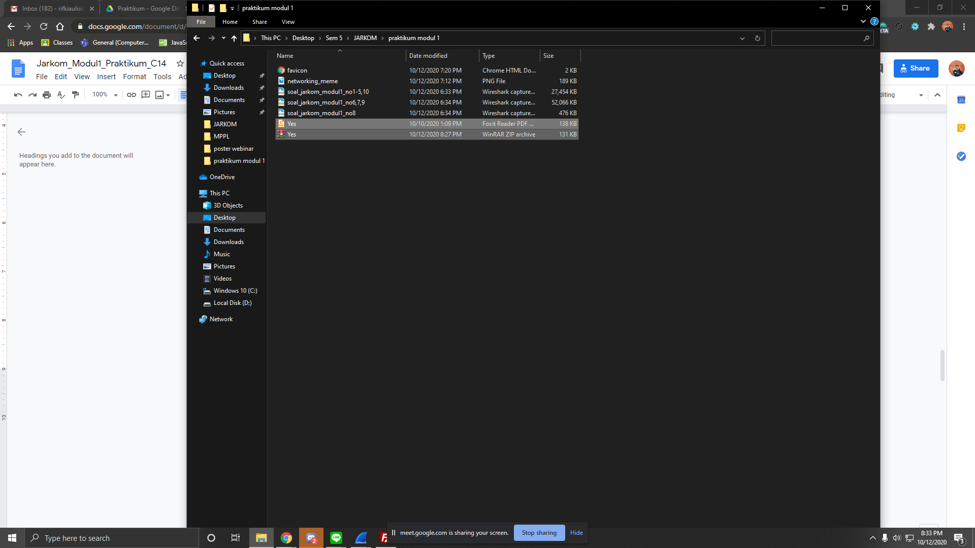 Inbox (182) - rifkiauliar
Praktikum - Google Dr
docs.google.com/document/d/
Apps
Classes
General (Computer...
JavaSc
Jarkom_Modul1_Praktikum_C14
File Edit View Insert Format Tools
100%
Headings you add to the document will
appear here.
praktikum modul 1
File Home Share View
This PC > Desktop > Sem 5 > JARKOM > praktikum modul 1
Name Date modified Type Size
favicon 10/12/2020 7:20 PM Chrome HTML Do... 2 KB
networking_meme 10/12/2020 7:12 PM PNG File 189 KB
soal_jarkom_modul1_no1-5,10 10/12/2020 6:33 PM Wireshark capture... 27,454 KB
soal_jarkom_modul1_no6,7,9 10/12/2020 6:34 PM Wireshark capture... 52,066 KB
soal_jarkom_modul1_no8 10/12/2020 6:34 PM Wireshark capture... 476 KB
Yes 10/10/2020 1:09 PM Foxit Reader PDF ... 138 KB
Yes 10/12/2020 8:27 PM WinRAR ZIP archive 131 KB
Quick access
Desktop
Downloads
Documents
Pictures
JARKOM
MPPL
poster webinar
praktikum modul 1
OneDrive
This PC
3D Objects
Desktop
Documents
Downloads
Music
Pictures
Videos
Windows 10 (C:)
Local Disk (D:)
Network
Share
diting
meet.google.com is sharing your screen.
Stop sharing
Hide
Type here to search
8:33 PM
10/12/2020